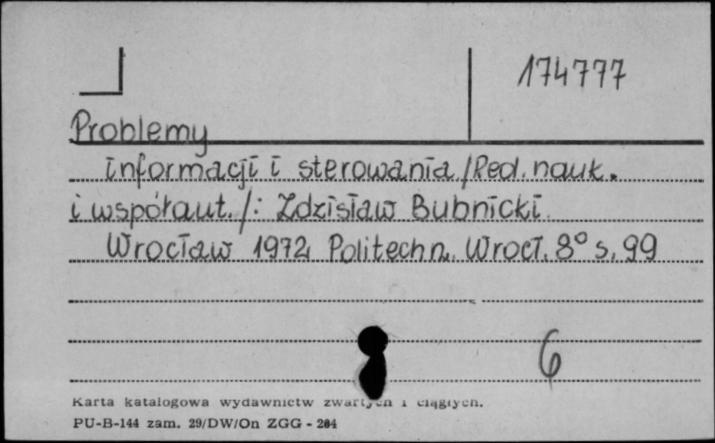 174777
Problemy
informacji i sterowania /Red. nauk.
i współaut./: Zdzisław Bubnicki
Wrocław 1972 Politechn. Wrocł. 8° s. 99
6
Karta katalogowa wydawnictw zwartych i ciągłych.
PU-B-144 zam. 29/DW/On ZGG - 284